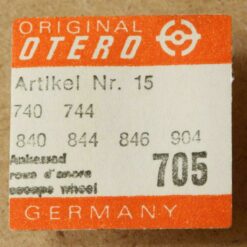 ORIGINAL
OTERO
Artikel Nr. 15
740 744
840 844 846 904
Ankerrad
roue d'ancre
escape wheel
705
GERMANY